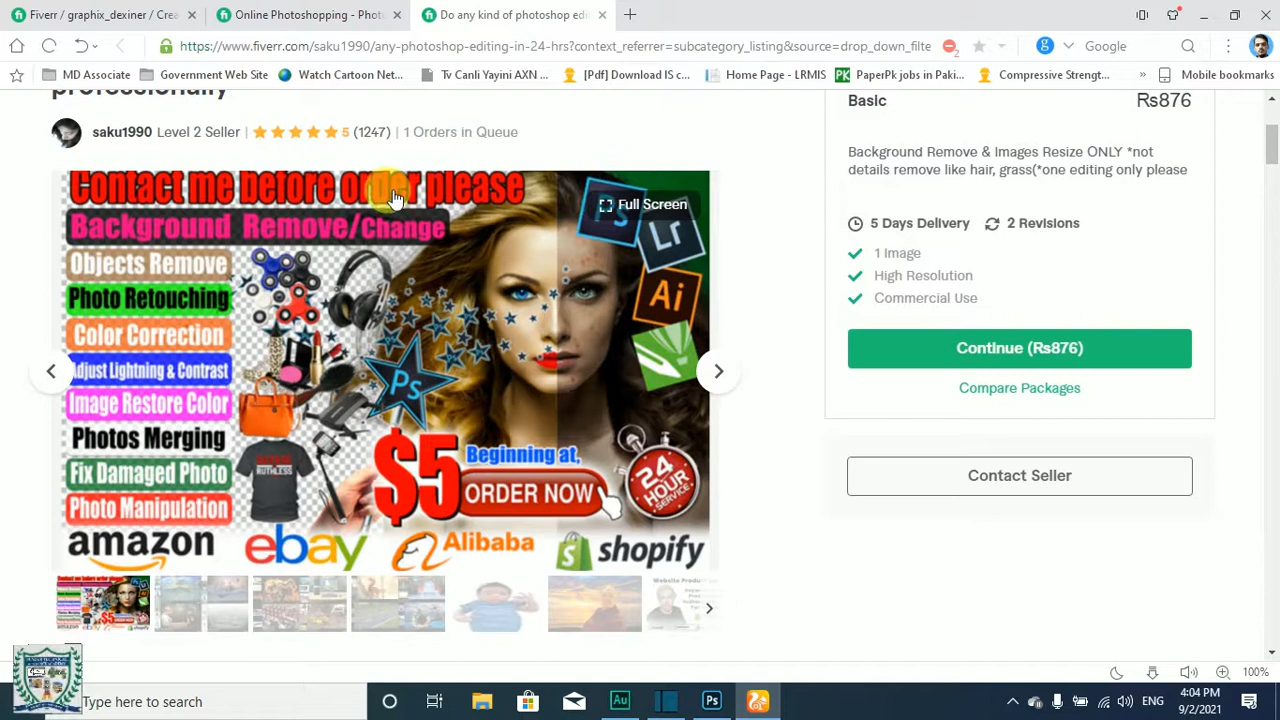 Fiverr / graphix_dexiner / Crea
Online Photoshopping - Phot
Do any kind of photoshop edi
https://www.fiverr.com/saku1990/any-photoshop-editing-in-24-hrs?context_referrer=subcategory_listing&source=drop_down_filte
2
Google
MD Associate
Government Web Site
Watch Cartoon Net...
Tv Canli Yayini AXN ...
[Pdf] Download IS c...
Home Page - LRMIS
PaperPk jobs in Paki...
Compressive Strengt...
»
Mobile bookmarks
professionally
saku1990 Level 2 Seller | 5 (1247) | 1 Orders in Queue
Contact me before order please
Background Remove/Change
Objects Remove
Photo Retouching
Color Correction
Adjust Lightning & Contrast
Image Restore Color
Photos Merging
Fix Damaged Photo
Photo Manipulation
Ps
Ps
Lr
Ai
Full Screen
RUTHLESS
$5
Beginning at,
ORDER NOW
24
HOUR
SERVICE
amazon
ebay
Alibaba
shopify
Basic
Rs876
Background Remove & Images Resize ONLY *not
details remove like hair, grass(*one editing only please
5 Days Delivery
2 Revisions
1 Image
High Resolution
Commercial Use
Continue (Rs876)
Compare Packages
Contact Seller
100%
Type here to search
Au
Ps
ENG
4:04 PM
9/2/2021